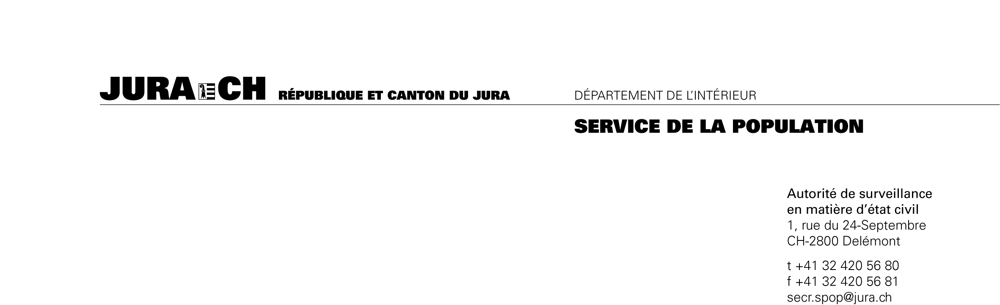 JURA CH RÉPUBLIQUE ET CANTON DU JURA DÉPARTEMENT DE L’INTÉRIEUR
SERVICE DE LA POPULATION
Autorité de surveillance
en matière d’état civil
1, rue du 24-Septembre
CH-2800 Delémont
t +41 32 420 56 80
f +41 32 420 56 81
secr.spop@jura.ch